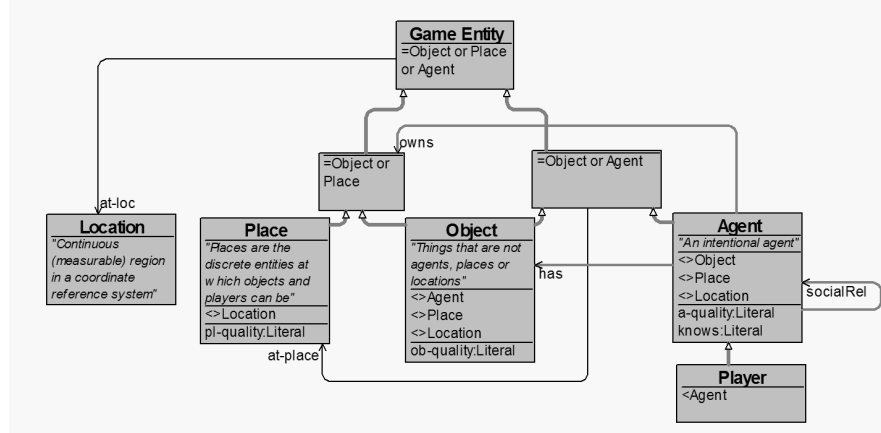 Game Entity
=Object or Place
or Agent
owns
=Object or
Place
=Object or Agent
at-loc
Location
"Continuous
(measurable) region
in a coordinate
reference system"
Place
"Places are the
discrete entities at
w hich objects and
players can be"
<>Location
pl-quality:Literal
at-place
Object
"Things that are not
agents, places or
locations"
<>Agent
<>Place
<>Location
ob-quality:Literal
has
Agent
"An intentional agent"
<>Object
<>Place
<>Location
a-quality:Literal
knows:Literal
socialRel
Player
<Agent